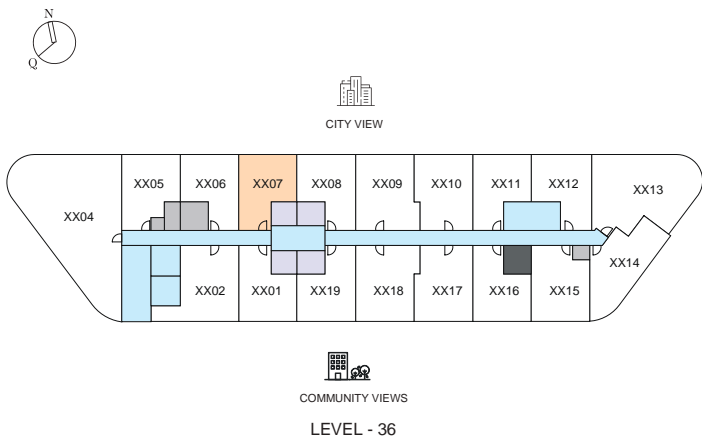 N
Q
CITY VIEW
XX05
XX06
XX07
XX08
XX09
XX10
XX11
XX12
XX13
XX04
XX14
XX02
XX01
XX19
XX18
XX17
XX16
XX15
COMMUNITY VIEWS
LEVEL - 36